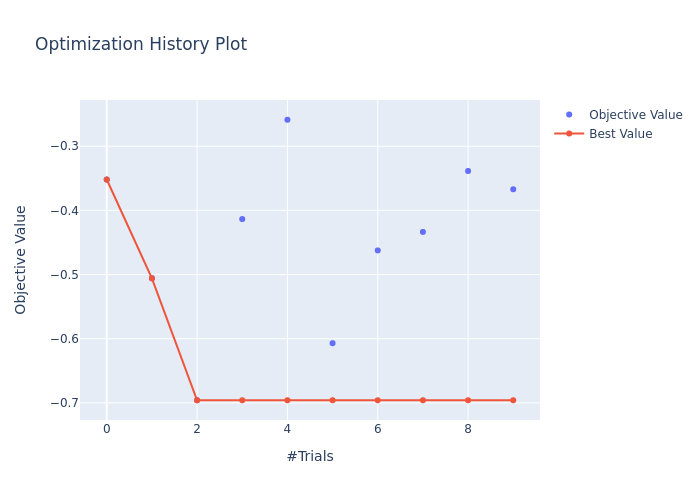 Optimization History Plot
Objective Value
Best Value
−0.3
−0.4
−0.5
−0.6
−0.7
Objective Value
0 2 4 6 8
#Trials